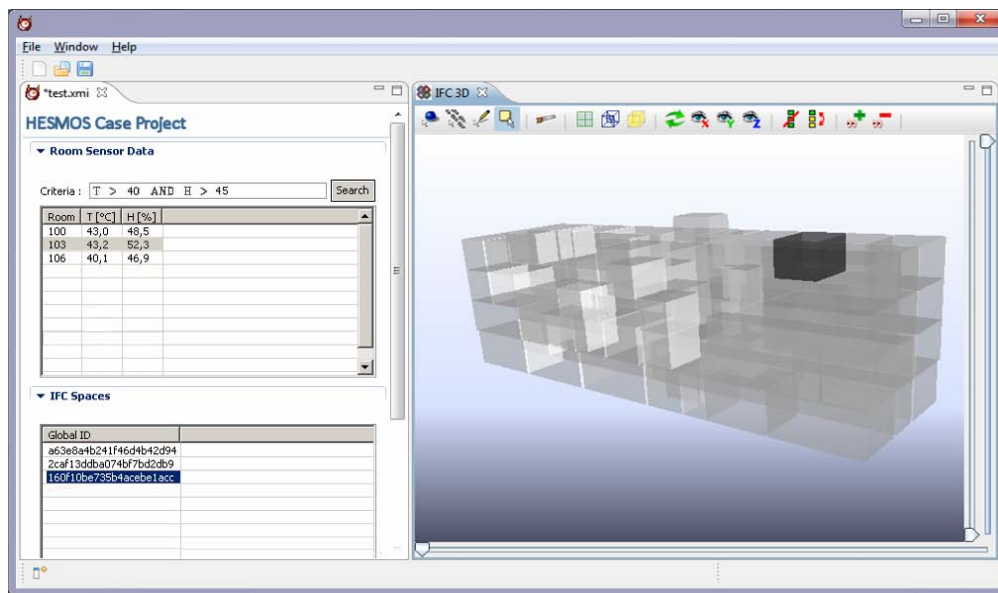 File Window Help
*test.xmi
HESMOS Case Project
Room Sensor Data
Criteria : T > 40 AND H > 45 Search
Room T [°C] H [%]
100 43,0 48,5
103 43,2 52,3
106 40,1 46,9
IFC Spaces
Global ID
a63e8a4b241f46d4b42d94
2caf13ddba074bf7bd2db9
160f10be735b4acebe1acc
IFC 3D
X Y Z